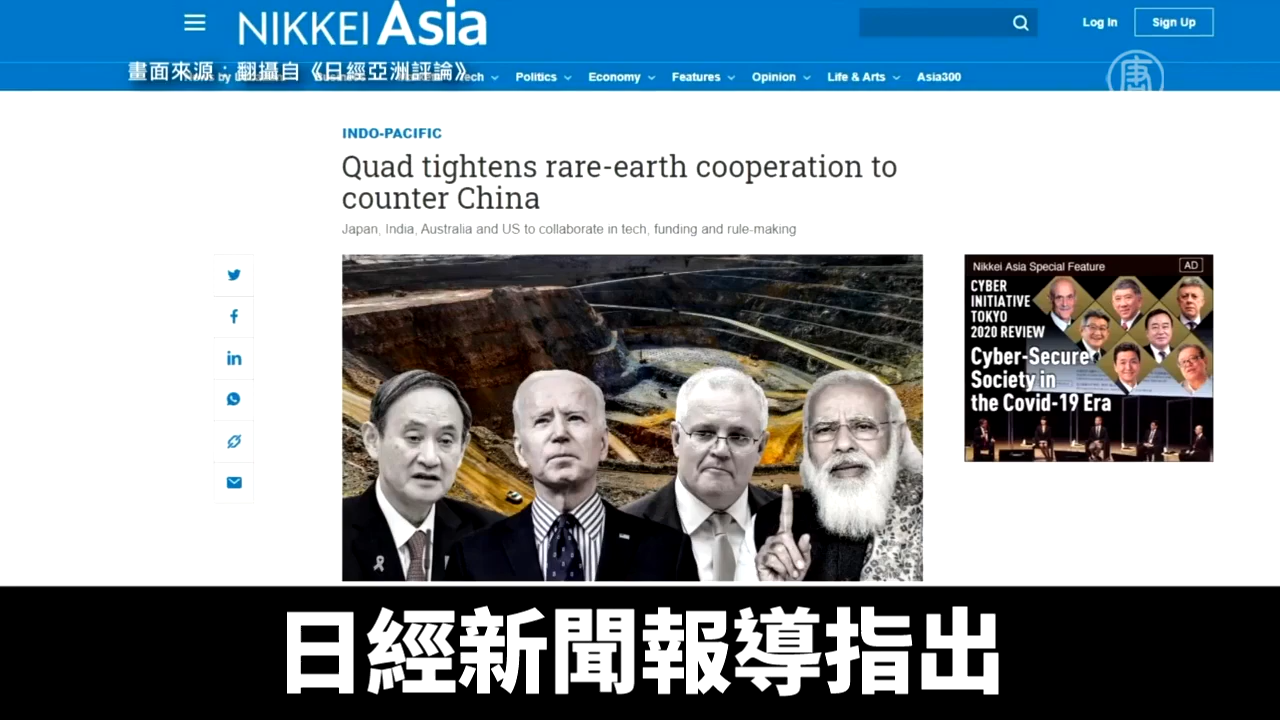 NIKKEI Asia
Log In
Sign Up
畫面來源：翻攝自《日經亞洲評論》
Politics
Economy
Features
Opinion
Life & Arts
Asia300
唐
INDO-PACIFIC
Quad tightens rare-earth cooperation to
counter China
Japan, India, Australia and US to collaborate in tech, funding and rule-making
Nikkei Asia Special Feature
AD
CYBER
INITIATIVE
TOKYO
2020 REVIEW
Cyber-Secure
Society in
the Covid-19 Era
日經新聞報導指出